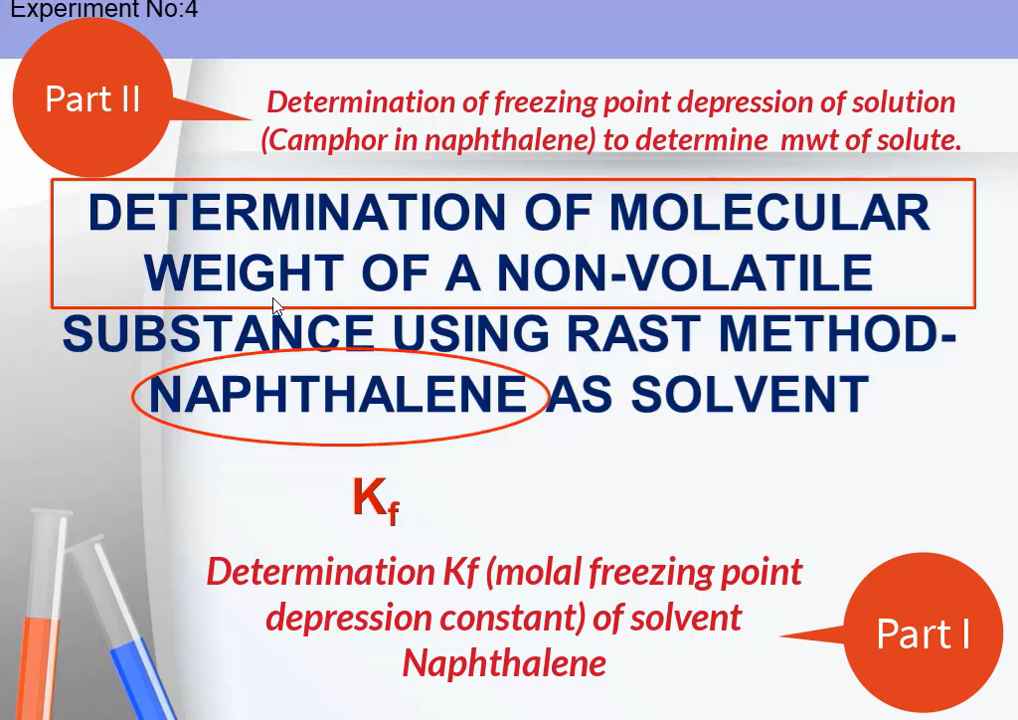 Experiment No:4
Part II
Determination of freezing point depression of solution
(Camphor in naphthalene) to determine mwt of solute.
DETERMINATION OF MOLECULAR
WEIGHT OF A NON-VOLATILE
SUBSTANCE USING RAST METHOD-
NAPHTHALENE AS SOLVENT
Kf
Determination Kf (molal freezing point
depression constant) of solvent
Naphthalene
Part I